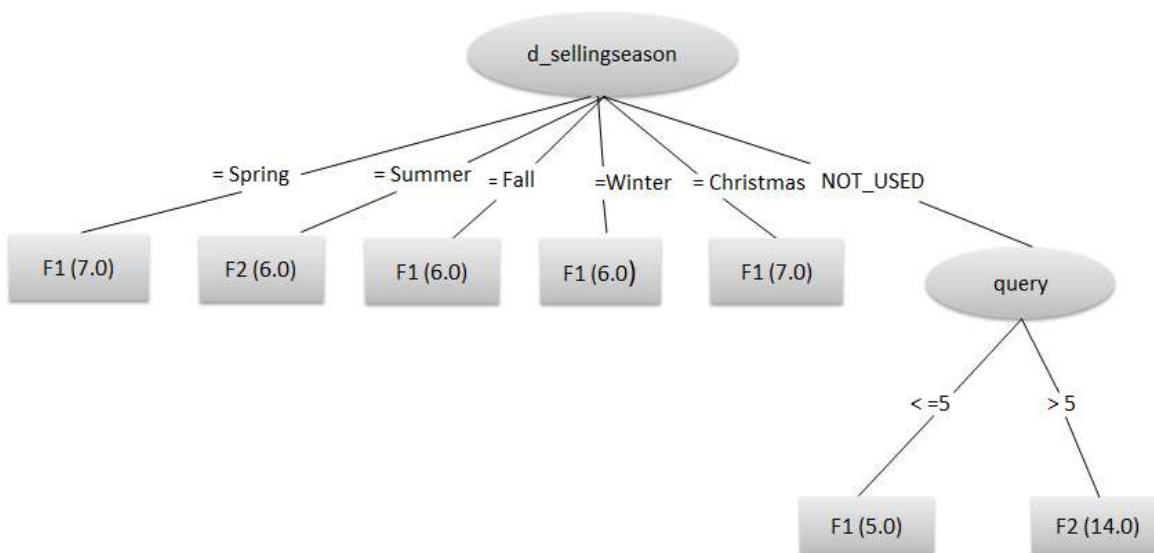 d_sellingseason
= Spring
= Summer
= Fall
=Winter
= Christmas
NOT_USED
F1 (7.0)
F2 (6.0)
F1 (6.0)
F1 (6.0)
F1 (7.0)
query
< =5
> 5
F1 (5.0)
F2 (14.0)